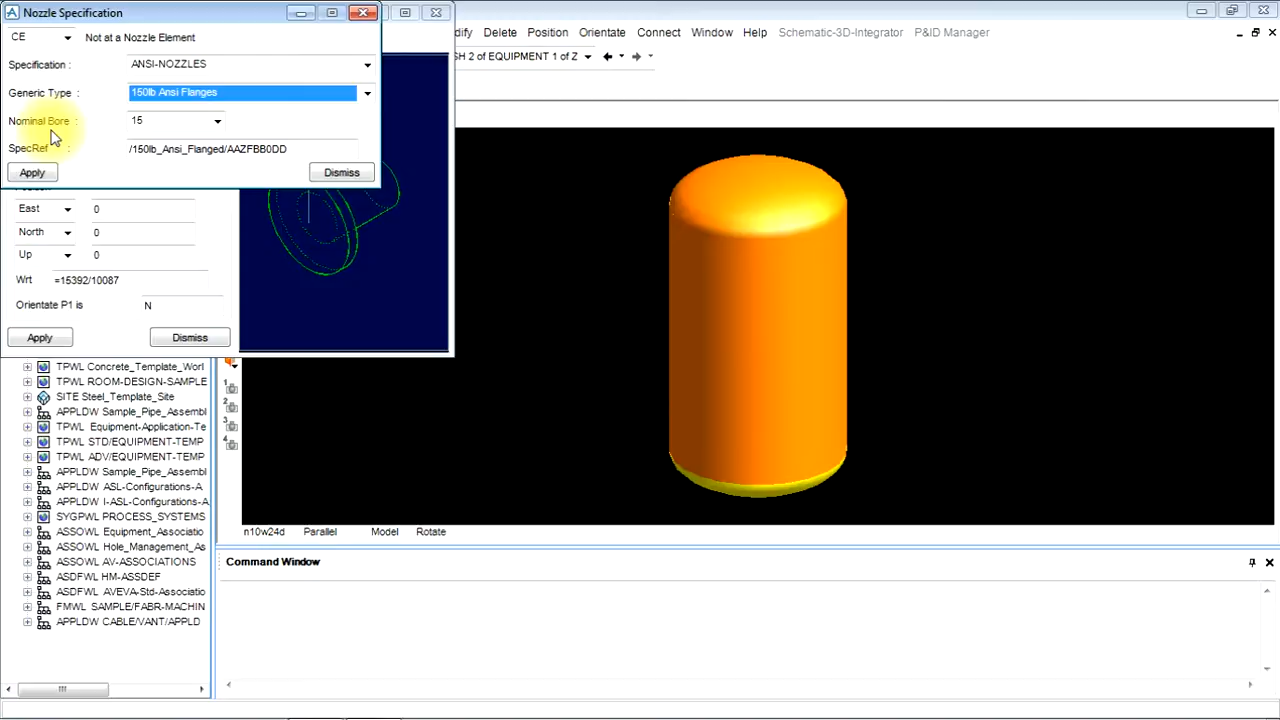 Nozzle Specification
CE Not at a Nozzle Element
Specification : ANSI-NOZZLES
Generic Type : 150lb Ansi Flanges
Nominal Bore : 15
SpecRef : /150lb_Ansi_Flanged/AAZFBB0DD
Apply Dismiss
Delete Position Orientate Connect Window Help Schematic-3D-Integrator P&ID Manager
SH 2 of EQUIPMENT 1 of Z
East 0
North 0
Up 0
Wrt =15392/10087
Orientate P1 is N
Apply Dismiss
TPWL Concrete_Template_Worl
TPWL ROOM-DESIGN-SAMPLE
SITE Steel_Template_Site
APPLDW Sample_Pipe_Assembl
TPWL Equipment-Application-Te
TPWL STD/EQUIPMENT-TEMP
TPWL ADV/EQUIPMENT-TEMP
APPLDW Sample_Pipe_Assembl
APPLDW ASL-Configurations-A
APPLDW I-ASL-Configurations-A
SYGPWL PROCESS_SYSTEMS
ASSOWL Equipment_Associatio
ASSOWL Hole_Management_As
ASSOWL AV-ASSOCIATIONS
ASDFWL HM-ASSDEF
ASDFWL AVEVA-Std-Associatio
FMWL SAMPLE/FABR-MACHIN
APPLDW CABLE/VANT/APPLD
1
2
3
4
n10w24d Parallel Model Rotate
Command Window